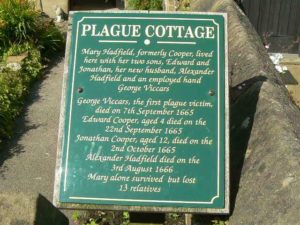 PLAGUE COTTAGE
Mary Hadfield, formerly Cooper, lived
here with her two sons, Edward and
Jonathan, her new husband, Alexander
Hadfield and an employed hand
George Viccars
George Viccars, the first plague victim,
died on 7th September 1665
Edward Cooper, aged 4 died on the
22nd September 1665
Jonathan Cooper, aged 12, died on the
2nd October 1665
Alexander Hadfield died on the
3rd August 1666
Mary alone survived but lost
13 relatives